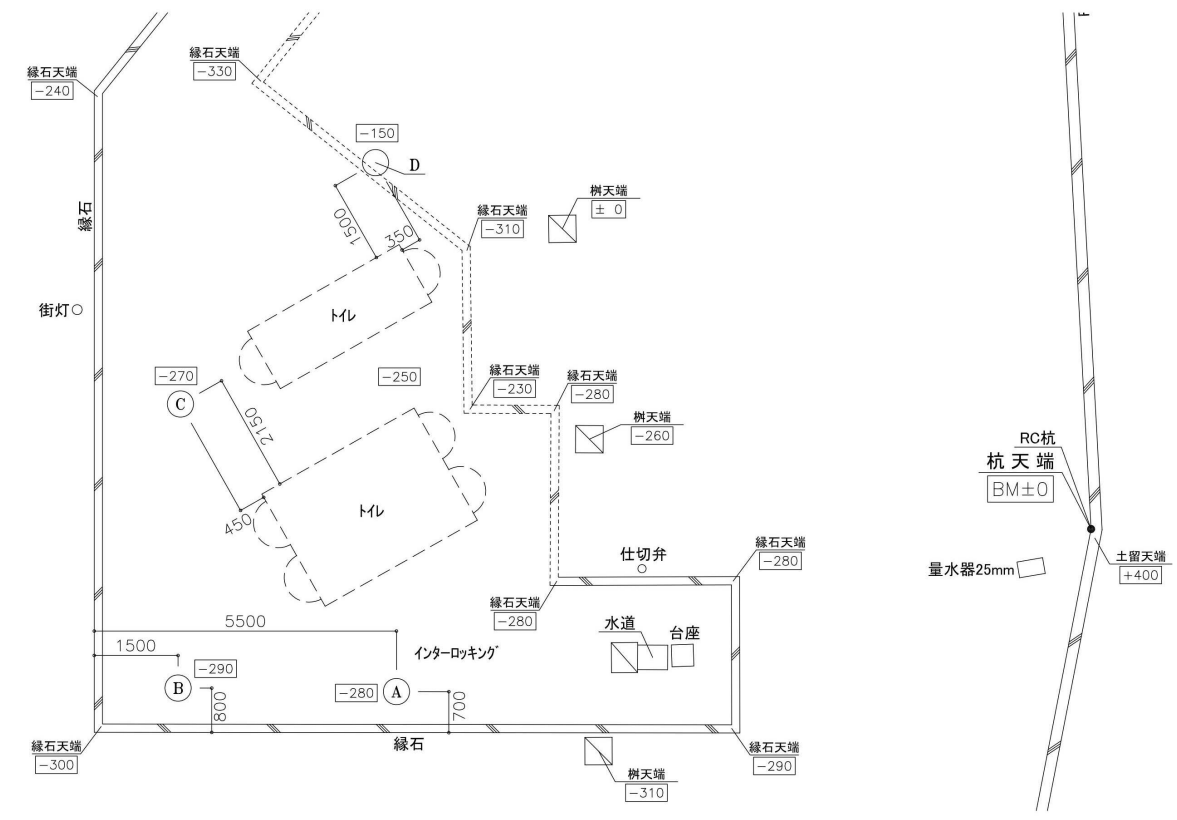 縁石天端
-330
縁石天端
-240
-150
D
縁石
1500
350
桝天端
± 0
縁石天端
-310
街灯
トイレ
-270
C
2150
-250
縁石天端
-230
縁石天端
-280
桝天端
-260
RC杭
杭天端
BM±0
トイレ
450
仕切弁
縁石天端
-280
量水器25mm
土留天端
+400
縁石天端
-280
5500
水道
台座
1500
インターロッキング
-290
B
800
-280
A
700
縁石
縁石天端
-300
縁石天端
-290
桝天端
-310